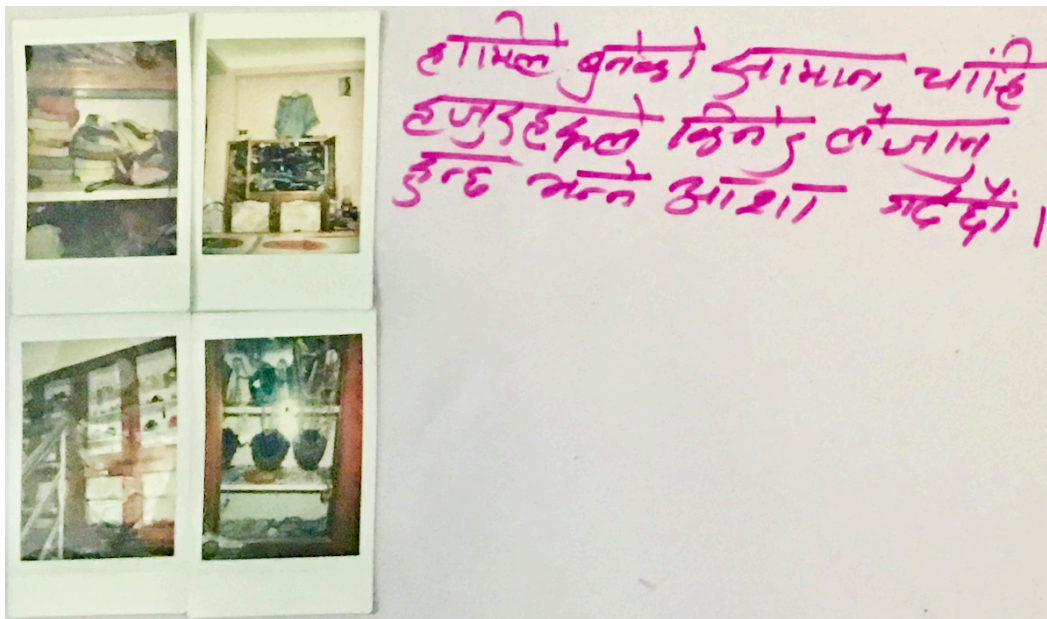 हामिले बुनेको सामान चाहि
हजुरहरूले किनेर लैजानु
हुन्छ भन्ने आशा गर्दछौं।